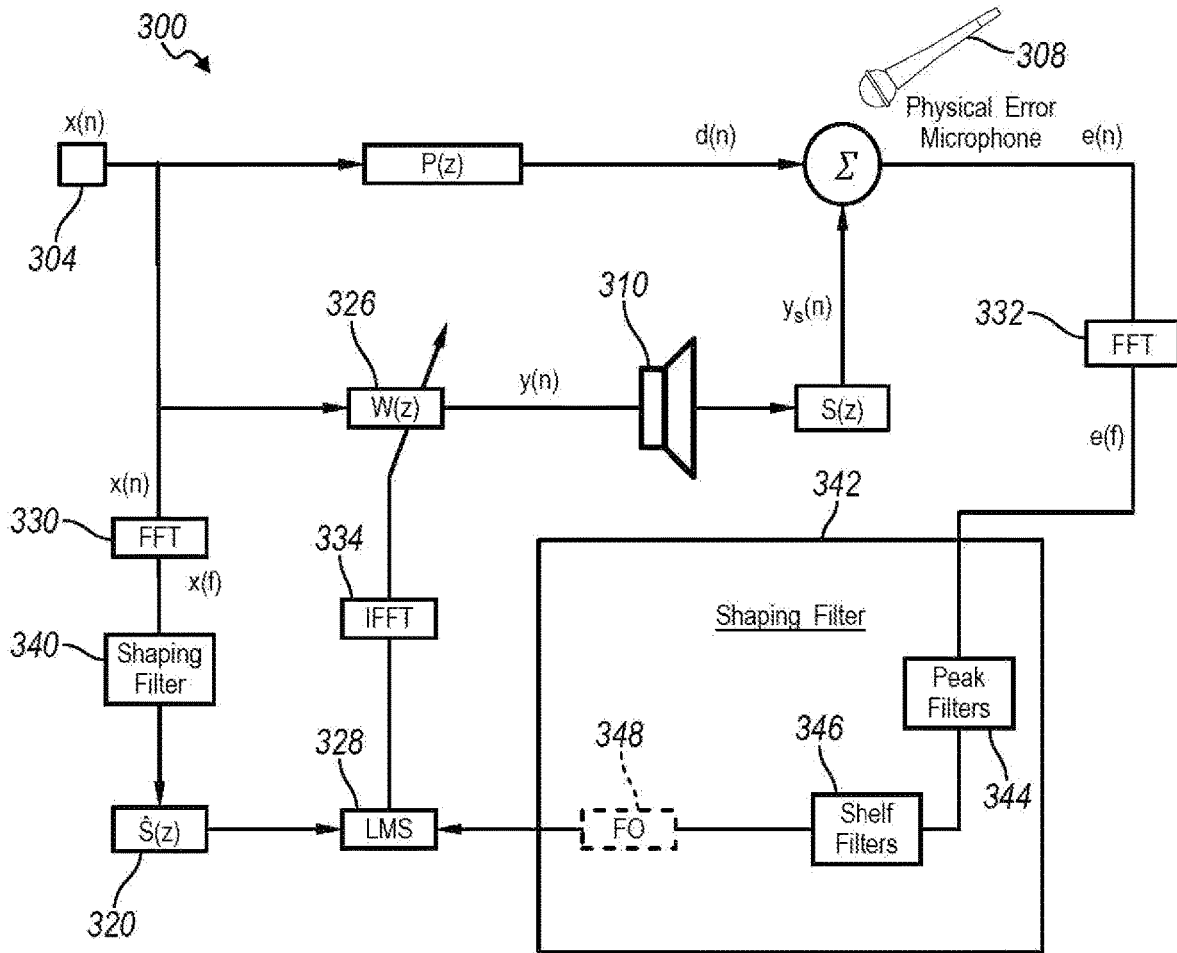 300
308
x(n)
Physical Error
Microphone
d(n)
e(n)
P(z)
Σ
304
326
310
yₛ(n)
332
FFT
W(z)
y(n)
S(z)
e(f)
x(n)
342
330
FFT
334
x(f)
IFFT
Shaping Filter
340
Shaping
Filter
Peak
Filters
328
348
346
344
Ŝ(z)
LMS
FO
Shelf
Filters
320